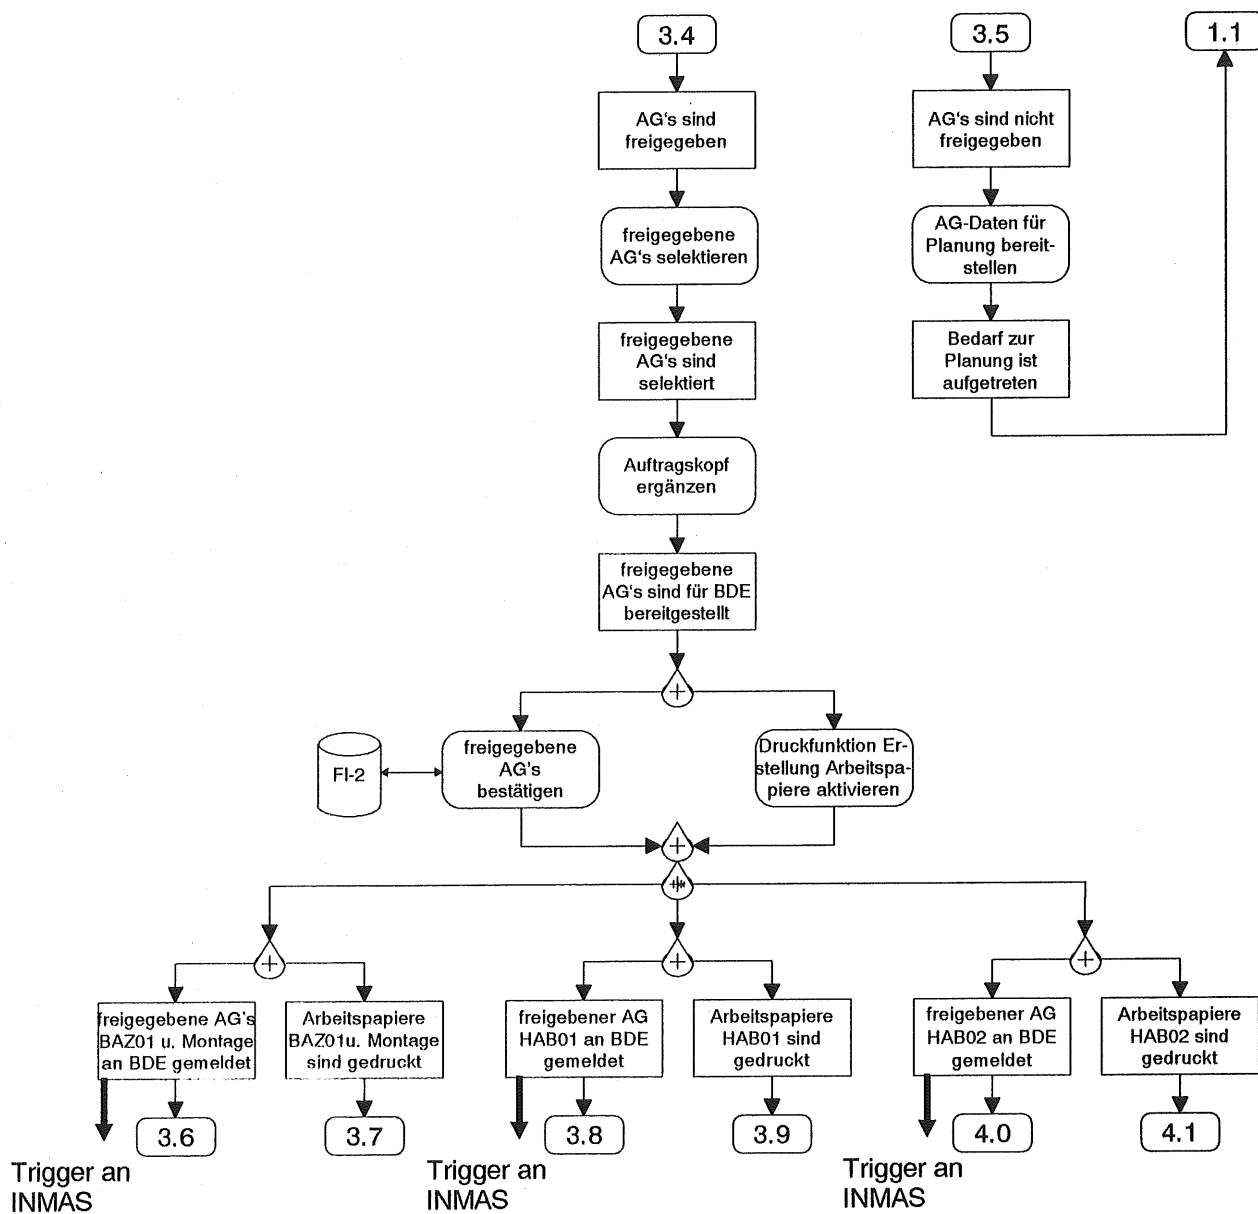 3.4
3.5
1.1
AG's sind
freigegeben
AG's sind nicht
freigegeben
freigegebene
AG's selektieren
AG-Daten für
Planung bereit-
stellen
freigegebene
AG's sind
selektiert
Bedarf zur
Planung ist
aufgetreten
Auftragskopf
ergänzen
freigegebene
AG's sind für BDE
bereitgestellt
FI-2
freigegebene
AG's
bestätigen
Druckfunktion Er-
stellung Arbeitspa-
piere aktivieren
freigegebene AG's
BAZ01 u. Montage
an BDE gemeldet
Arbeitspapiere
BAZ01u. Montage
sind gedruckt
freigebener AG
HAB01 an BDE
gemeldet
Arbeitspapiere
HAB01 sind
gedruckt
freigebener AG
HAB02 an BDE
gemeldet
Arbeitspapiere
HAB02 sind
gedruckt
3.6
3.7
3.8
3.9
4.0
4.1
Trigger an
INMAS
Trigger an
INMAS
Trigger an
INMAS